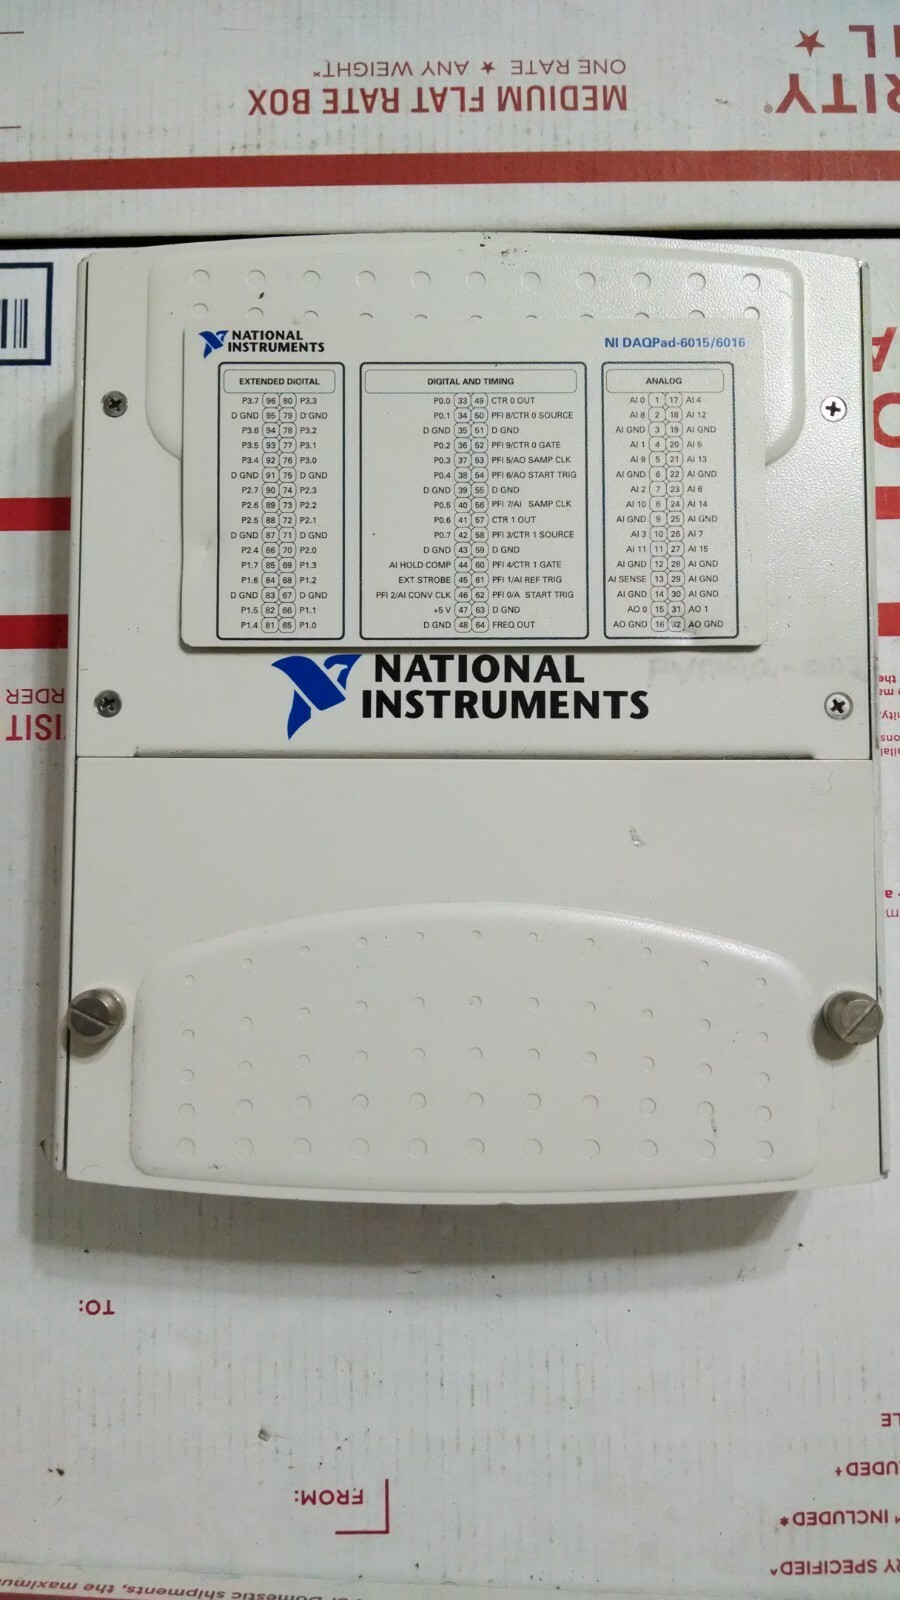 MEDIUM FLAT RATE BOX
ONE RATE ★ ANY WEIGHT*
NATIONAL
INSTRUMENTS
NI DAQPad-6015/6016
EXTENDED DIGITAL
P3.7 96 80 P3.3
D GND 95 79 D GND
P3.6 94 78 P3.2
P3.5 93 77 P3.1
P3.4 92 76 P3.0
D GND 91 75 D GND
P2.7 90 74 P2.3
P2.6 89 73 P2.2
P2.5 88 72 P2.1
D GND 87 71 D GND
P2.4 86 70 P2.0
P1.7 85 69 P1.3
P1.6 84 68 P1.2
D GND 83 67 D GND
P1.5 82 66 P1.1
P1.4 81 65 P1.0
DIGITAL AND TIMING
P0.0 33 49 CTR 0 OUT
P0.1 34 50 PFI 8/CTR 0 SOURCE
D GND 35 51 D GND
P0.2 36 52 PFI 9/CTR 0 GATE
P0.3 37 53 PFI 5/AO SAMP CLK
P0.4 38 54 PFI 6/AO START TRIG
D GND 39 55 D GND
P0.5 40 56 PFI 7/AI SAMP CLK
P0.6 41 57 CTR 1 OUT
P0.7 42 58 PFI 3/CTR 1 SOURCE
D GND 43 59 D GND
AI HOLD COMP 44 60 PFI 4/CTR 1 GATE
EXT STROBE 45 61 PFI 1/AI REF TRIG
PFI 2/AI CONV CLK 46 62 PFI 0/A START TRIG
+5 V 47 63 D GND
D GND 48 64 FREQ OUT
ANALOG
AI 0 1 17 AI 4
AI 8 2 18 AI 12
AI GND 3 19 AI GND
AI 1 4 20 AI 5
AI 9 5 21 AI 13
AI GND 6 22 AI GND
AI 2 7 23 AI 6
AI 10 8 24 AI 14
AI GND 9 25 AI GND
AI 3 10 26 AI 7
AI 11 11 27 AI 15
AI GND 12 28 AI GND
AI SENSE 13 29 AI GND
AI GND 14 30 AI GND
AO 0 15 31 AO 1
AO GND 16 32 AO GND
NATIONAL
INSTRUMENTS
TO:
FROM:
INCLUDED*
SPECIFIED^
Domestic shipments, the maximum